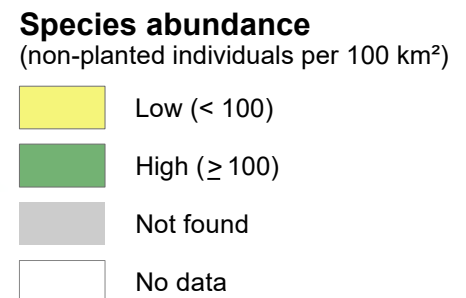 Species abundance
(non-planted individuals per 100 km²)
Low (< 100)
High (≥ 100)
Not found
No data